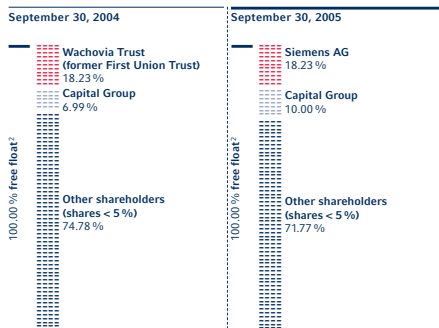 September 30, 2004
Wachovia Trust
(former First Union Trust)
18.23 %
Capital Group
6.99 %
100.00 % free float²
Other shareholders
(shares < 5 %)
74.78 %
September 30, 2005
Siemens AG
18.23 %
Capital Group
10.00 %
100.00 % free float²
Other shareholders
(shares < 5 %)
71.77 %